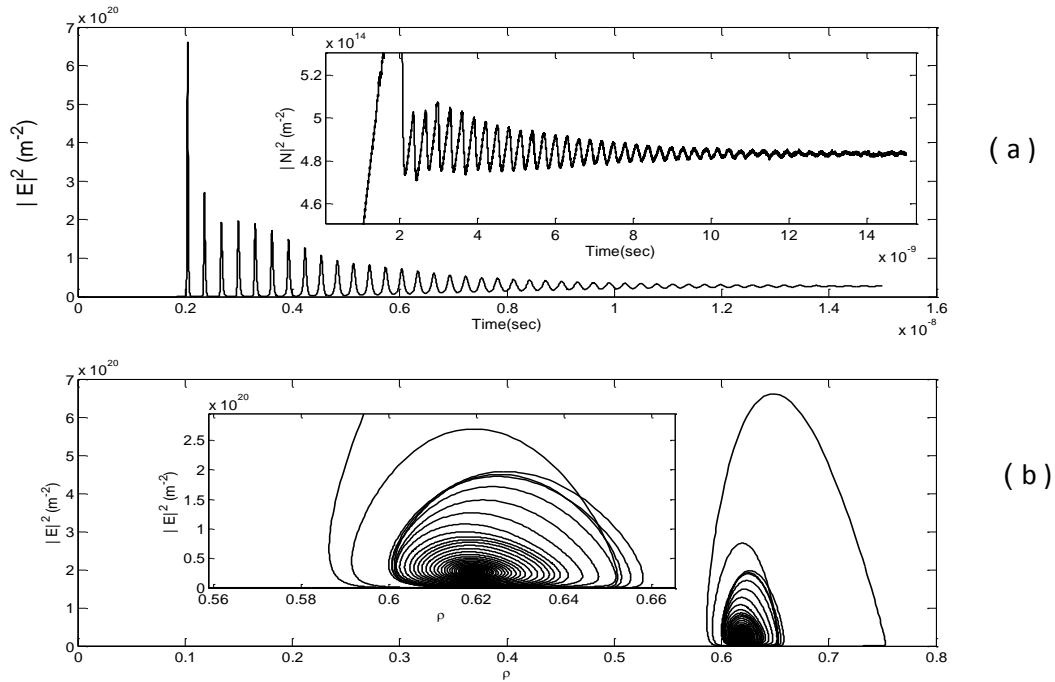 x 10^20
7
6
5
4
3
2
1
0
| E|^2 (m^-2)
0 0.2 0.4 0.6 0.8 1 1.2 1.4 1.6
Time(sec)
x 10^-8
x 10^14
5.2
5
4.8
4.6
| N|^2 (m^-2)
2 4 6 8 10 12 14
Time(sec)
x 10^-9
( a )
x 10^20
7
6
5
4
3
2
1
0
| E|^2 (m^-2)
0 0.1 0.2 0.3 0.4 0.5 0.6 0.7 0.8
ρ
x 10^20
2.5
2
1.5
1
0.5
0
| E|^2 (m^-2)
0.56 0.58 0.6 0.62 0.64 0.66
ρ
( b )